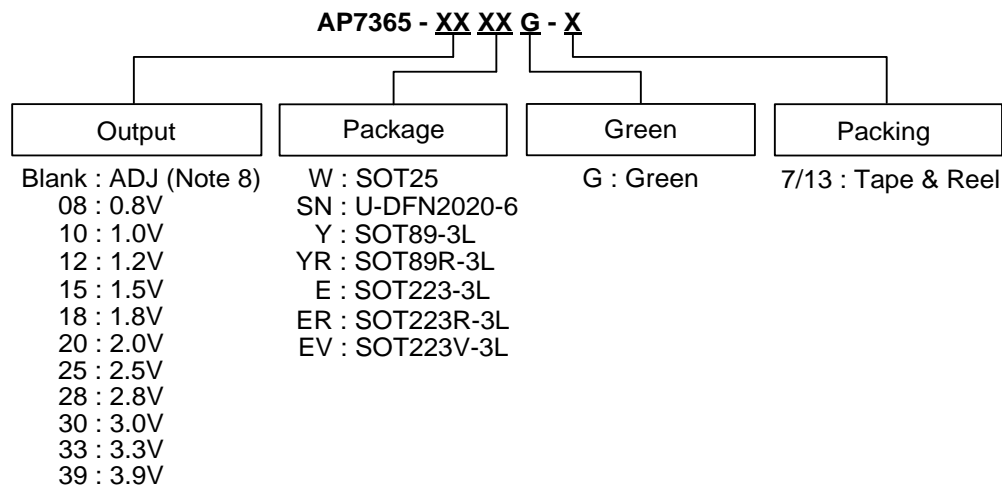 AP7365 - XX XX G - X
Output
Package
Green
Packing
Blank : ADJ (Note 8)
08 : 0.8V
10 : 1.0V
12 : 1.2V
15 : 1.5V
18 : 1.8V
20 : 2.0V
25 : 2.5V
28 : 2.8V
30 : 3.0V
33 : 3.3V
39 : 3.9V
W : SOT25
SN : U-DFN2020-6
Y : SOT89-3L
YR : SOT89R-3L
E : SOT223-3L
ER : SOT223R-3L
EV : SOT223V-3L
G : Green
7/13 : Tape & Reel